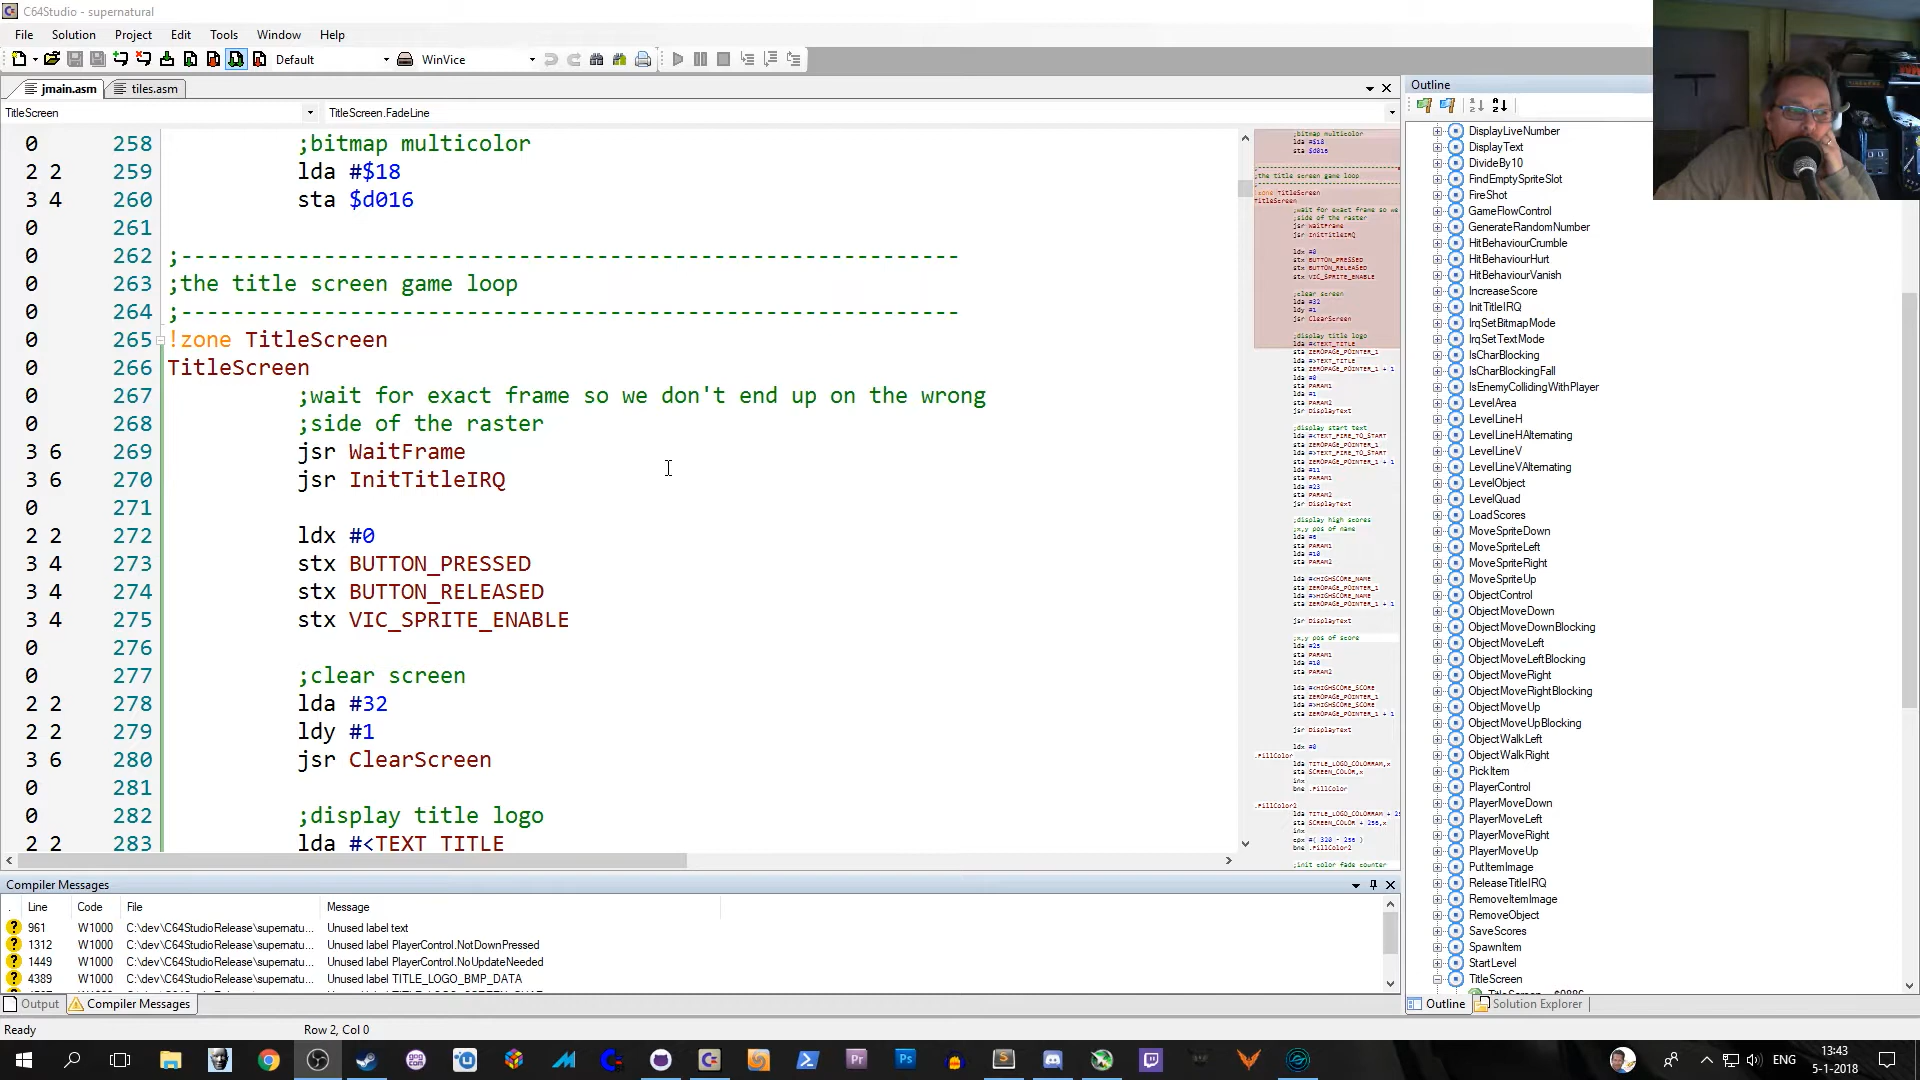 C64Studio - supernatural
File Solution Project Edit Tools Window Help
Default WinVice
jmain.asm tiles.asm
TitleScreen TitleScreen.FadeLine
0 258 ;bitmap multicolor
2 2 259 lda #$18
3 4 260 sta $d016
0 261
0 262 ;------------------------------------------------------------
0 263 ;the title screen game loop
0 264 ;------------------------------------------------------------
0 265 !zone TitleScreen
0 266 TitleScreen
0 267 ;wait for exact frame so we don't end up on the wrong
0 268 ;side of the raster
3 6 269 jsr WaitFrame
3 6 270 jsr InitTitleIRQ
0 271
2 2 272 ldx #0
3 4 273 stx BUTTON_PRESSED
3 4 274 stx BUTTON_RELEASED
3 4 275 stx VIC_SPRITE_ENABLE
0 276
0 277 ;clear screen
2 2 278 lda #32
2 2 279 ldy #1
3 6 280 jsr ClearScreen
0 281
0 282 ;display title logo
2 2 283 lda #<TEXT_TITLE
Outline
DisplayLiveNumber
DisplayText
DivideBy10
FindEmptySpriteSlot
FireShot
GameFlowControl
GenerateRandomNumber
HitBehaviourCrumble
HitBehaviourHurt
HitBehaviourVanish
IncreaseScore
InitTitleIRQ
IrqSetBitmapMode
IrqSetTextMode
IsCharBlocking
IsCharBlockingFall
IsEnemyCollidingWithPlayer
LevelArea
LevelLineH
LevelLineHAlternating
LevelLineV
LevelLineVAlternating
LevelObject
LevelQuad
LoadScores
MoveSpriteDown
MoveSpriteLeft
MoveSpriteRight
MoveSpriteUp
ObjectControl
ObjectMoveDown
ObjectMoveDownBlocking
ObjectMoveLeft
ObjectMoveLeftBlocking
ObjectMoveRight
ObjectMoveRightBlocking
ObjectMoveUp
ObjectMoveUpBlocking
ObjectWalkLeft
ObjectWalkRight
PickItem
PlayerControl
PlayerMoveDown
PlayerMoveLeft
PlayerMoveRight
PlayerMoveUp
PutItemImage
ReleaseTitleIRQ
RemoveItemImage
RemoveObject
SaveScores
SpawnItem
StartLevel
TitleScreen
Outline Solution Explorer
Compiler Messages
. Line Code File Message
961 W1000 C:\dev\C64StudioRelease\supernatu... Unused label text
1312 W1000 C:\dev\C64StudioRelease\supernatu... Unused label PlayerControl.NotDownPressed
1449 W1000 C:\dev\C64StudioRelease\supernatu... Unused label PlayerControl.NoUpdateNeeded
4389 W1000 C:\dev\C64StudioRelease\supernatu... Unused label TITLE_LOGO_BMP_DATA
Output Compiler Messages
Ready Row 2, Col 0
ENG 13:43
5-1-2018